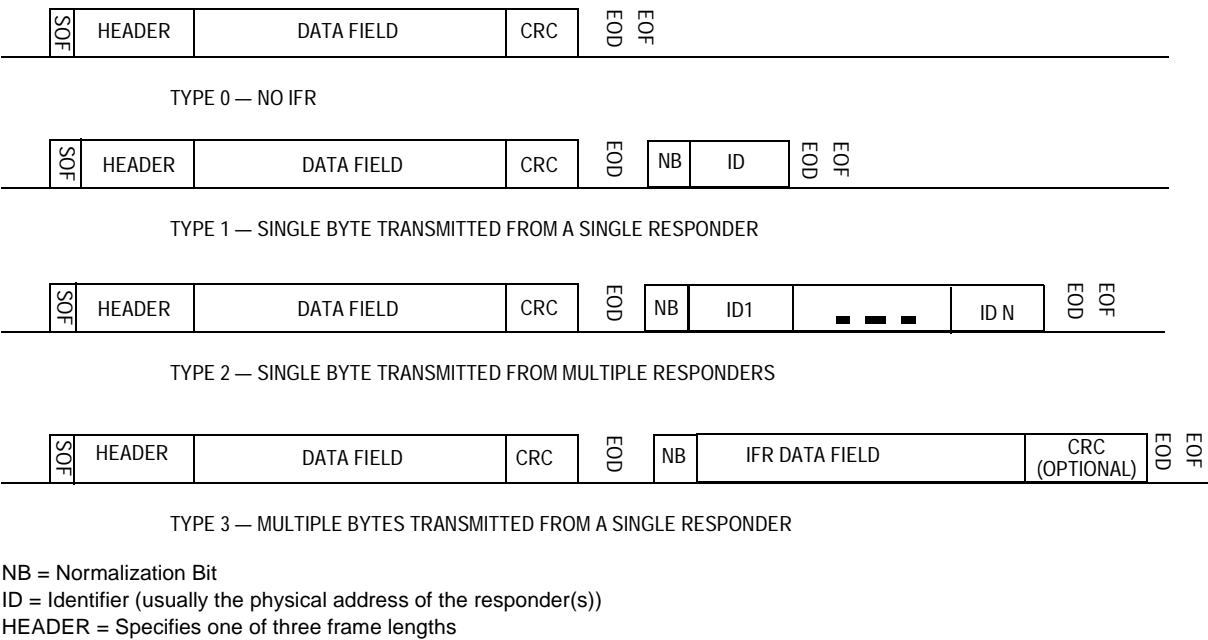 SOF HEADER DATA FIELD CRC EOD EOF
TYPE 0 — NO IFR
SOF HEADER DATA FIELD CRC EOD NB ID EOD EOF
TYPE 1 — SINGLE BYTE TRANSMITTED FROM A SINGLE RESPONDER
SOF HEADER DATA FIELD CRC EOD NB ID1 ID N EOD EOF
TYPE 2 — SINGLE BYTE TRANSMITTED FROM MULTIPLE RESPONDERS
SOF HEADER DATA FIELD CRC EOD NB IFR DATA FIELD CRC (OPTIONAL) EOD EOF
TYPE 3 — MULTIPLE BYTES TRANSMITTED FROM A SINGLE RESPONDER
NB = Normalization Bit
ID = Identifier (usually the physical address of the responder(s))
HEADER = Specifies one of three frame lengths